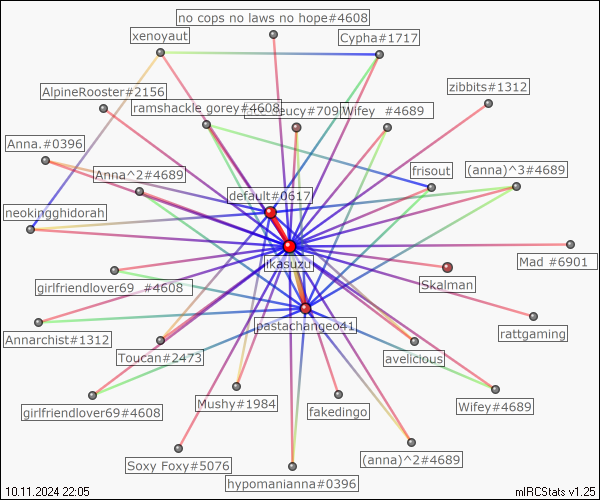 no cops no laws no hope#4608
xenoyaut
Cypha#1717
zibbits#1312
AlpineRooster#2156
ramshackle gorey#4608
#709
Wifey  #4689
Anna.#0396
Anna^2#4689
frisout
(anna)^3#4689
default#0617
neokingghidorah
ikasuzu
Mad #6901
girlfriendlover69 #4608
Skalman
pastachangeo41
rattgaming
Annarchist#1312
Toucan#2473
avelicious
girlfriendlover69#4608
Mushy#1984
fakedingo
Wifey#4689
Soxy Foxy#5076
(anna)^2#4689
hypomanianna#0396
10.11.2024 22:05
mIRCStats v1.25